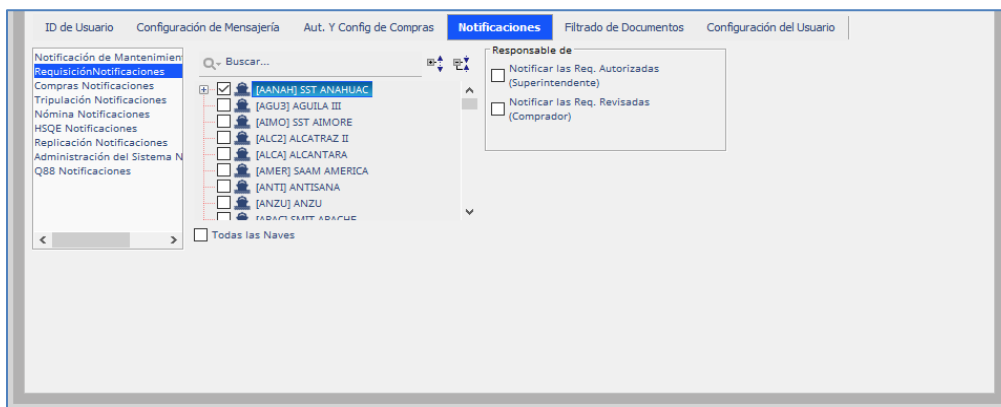 ID de Usuario Configuración de Mensajería Aut. Y Config de Compras Notificaciones Filtrado de Documentos Configuración del Usuario
Notificación de Mantenimien
RequisiciónNotificaciones
Compras Notificaciones
Tripulación Notificaciones
Nómina Notificaciones
HSQE Notificaciones
Replicación Notificaciones
Administración del Sistema N
Q88 Notificaciones
Buscar...
[AANAH] SST ANAHUAC
[AGU3] AGUILA III
[AIMO] SST AIMORE
[ALC2] ALCATRAZ II
[ALCA] ALCANTARA
[AMER] SAAM AMERICA
[ANTI] ANTISANA
[ANZU] ANZU
[APAC] SMIT APACHE
Todas las Naves
Responsable de
Notificar las Req. Autorizadas
(Superintendente)
Notificar las Req. Revisadas
(Comprador)